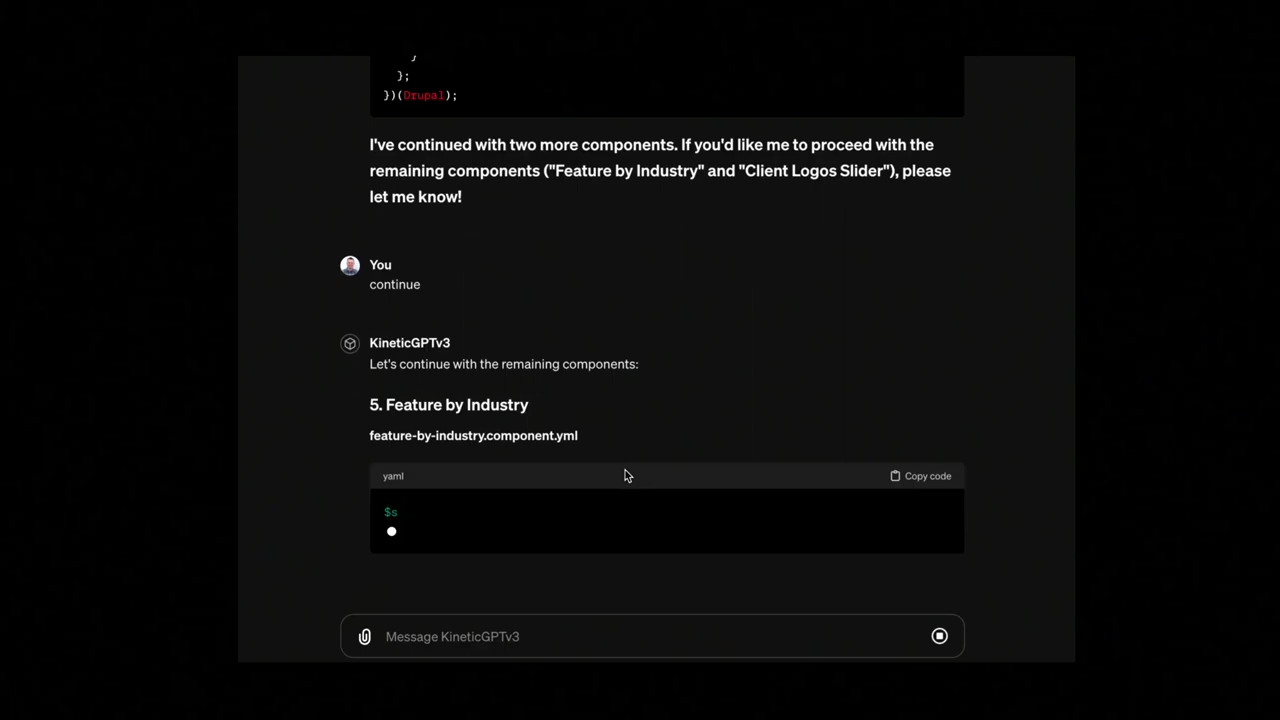 }
};
})(Drupal);
I've continued with two more components. If you'd like me to proceed with the
remaining components ("Feature by Industry" and "Client Logos Slider"), please
let me know!
You
continue
KineticGPTv3
Let's continue with the remaining components:
5. Feature by Industry
feature-by-industry.component.yml
yaml
Copy code
$s
Message KineticGPTv3